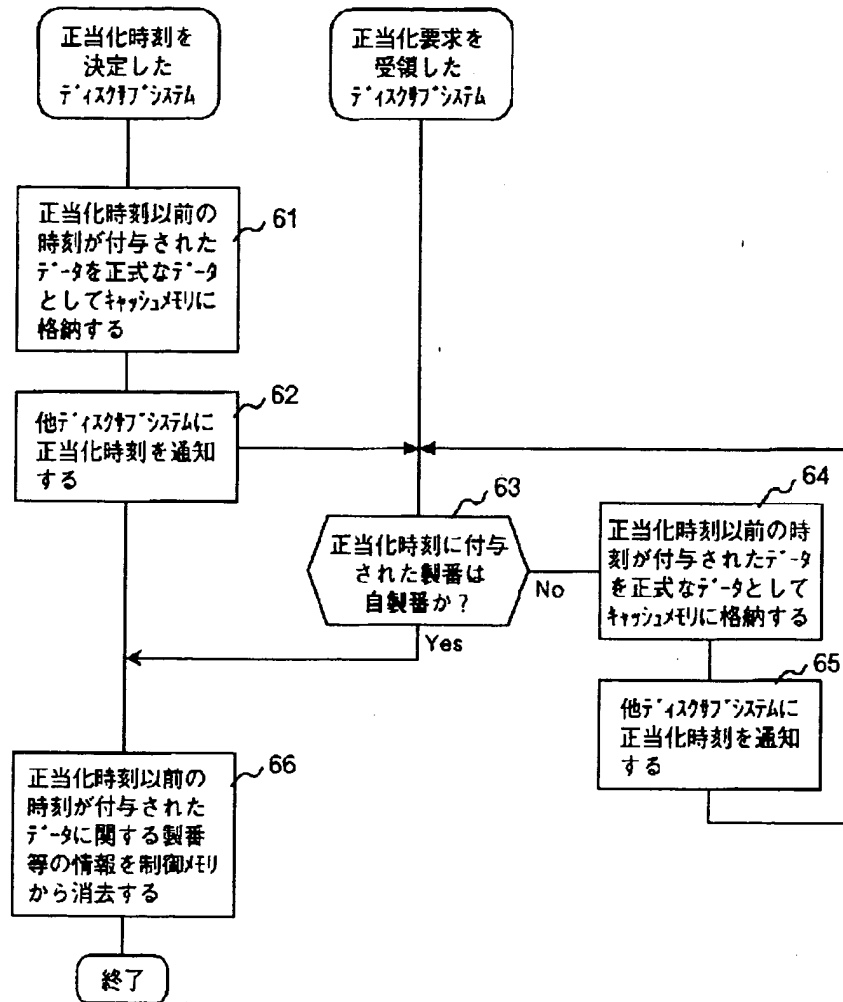 正当化時刻を
決定した
ディスクサブシステム
正当化要求を
受領した
ディスクサブシステム
正当化時刻以前の
時刻が付与された
データを正式なデータ
としてキャッシュメモリに
格納する
61
他ディスクサブシステムに
正当化時刻を通知
する
62
63
正当化時刻に付与
された製番は
自製番か?
No
Yes
64
正当化時刻以前の時
刻が付与されたデータ
を正式なデータとして
キャッシュメモリに格納する
65
他ディスクサブシステムに
正当化時刻を通知
する
66
正当化時刻以前の
時刻が付与された
データに関する製番
等の情報を制御メモリ
から消去する
終了